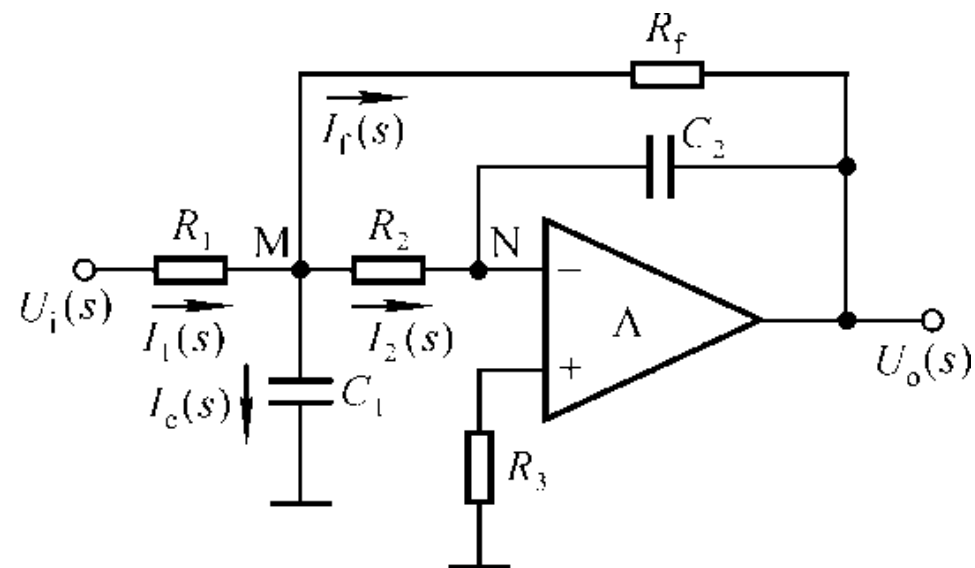 R_f
I_f(s)
C_2
R_1
M
R_2
N
U_i(s)
I_1(s)
I_2(s)
−
A
+
U_o(s)
I_c(s)
C_1
R_3